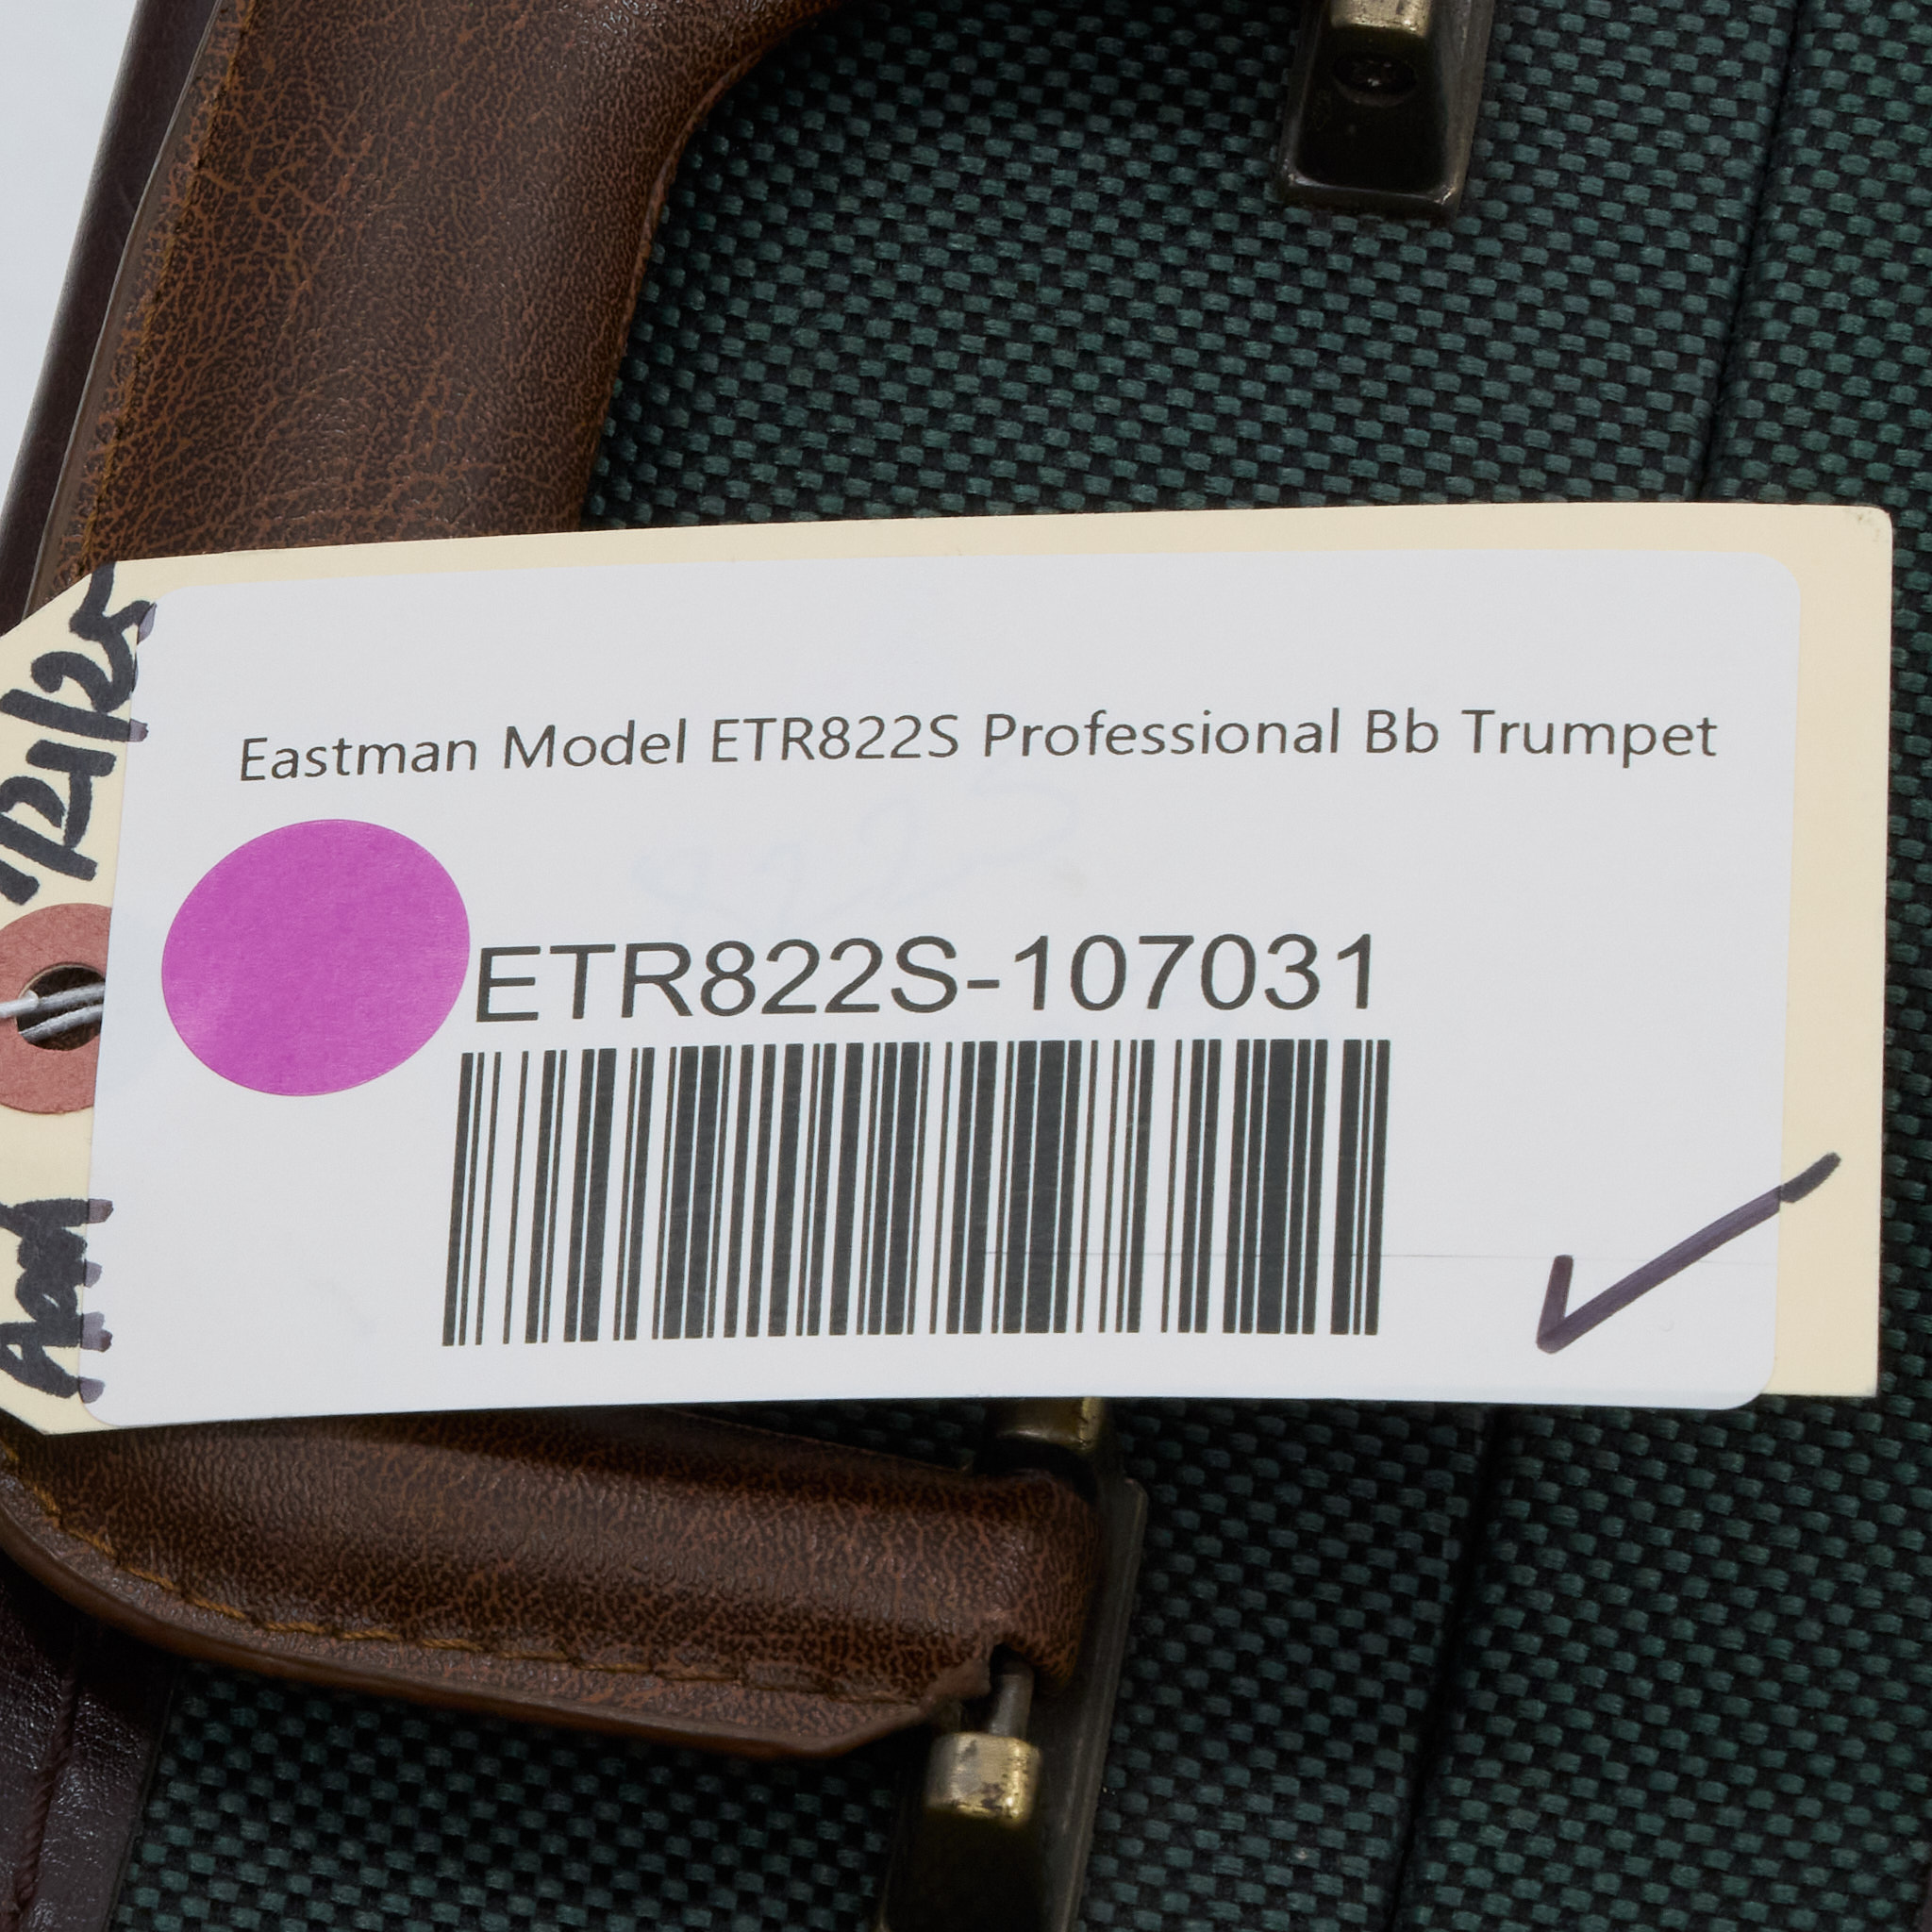 Eastman Model ETR822S Professional Bb Trumpet
ETR822S-107031